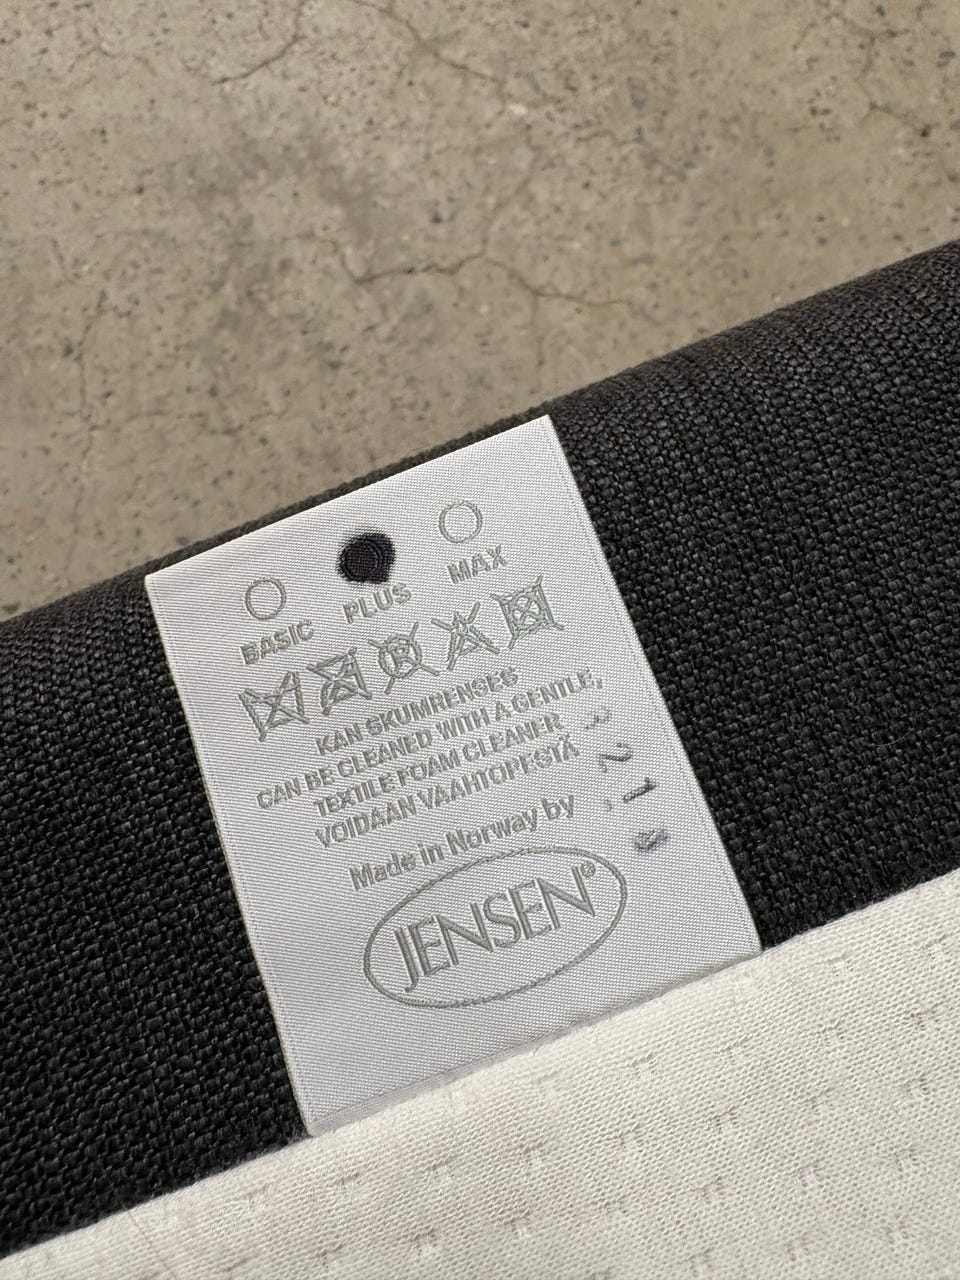 BASIC PLUS MAX
KAN SKUMRENSES
CAN BE CLEANED WITH A GENTLE,
TEXTILE FOAM CLEANER
VOIDAAN VAAHTOPESTÄ
Made in Norway by
JENSEN®